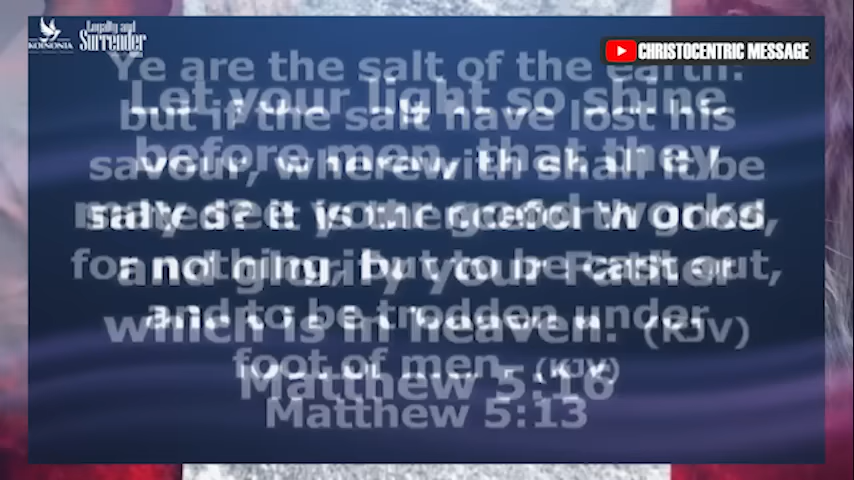 KOINONIA
Loyalty and
Surrender
CHRISTOCENTRIC MESSAGE
Ye are the salt of the earth:
but if the salt have lost his
savour, wherewith shall it be
salted? it is thenceforth good
for nothing, but to be cast out,
and to be trodden under
foot of men. (KJV)
Matthew 5:13
Let your light so shine
before men, that they
may see your good works,
and glorify your Father
which is in heaven. (KJV)
Matthew 5:16